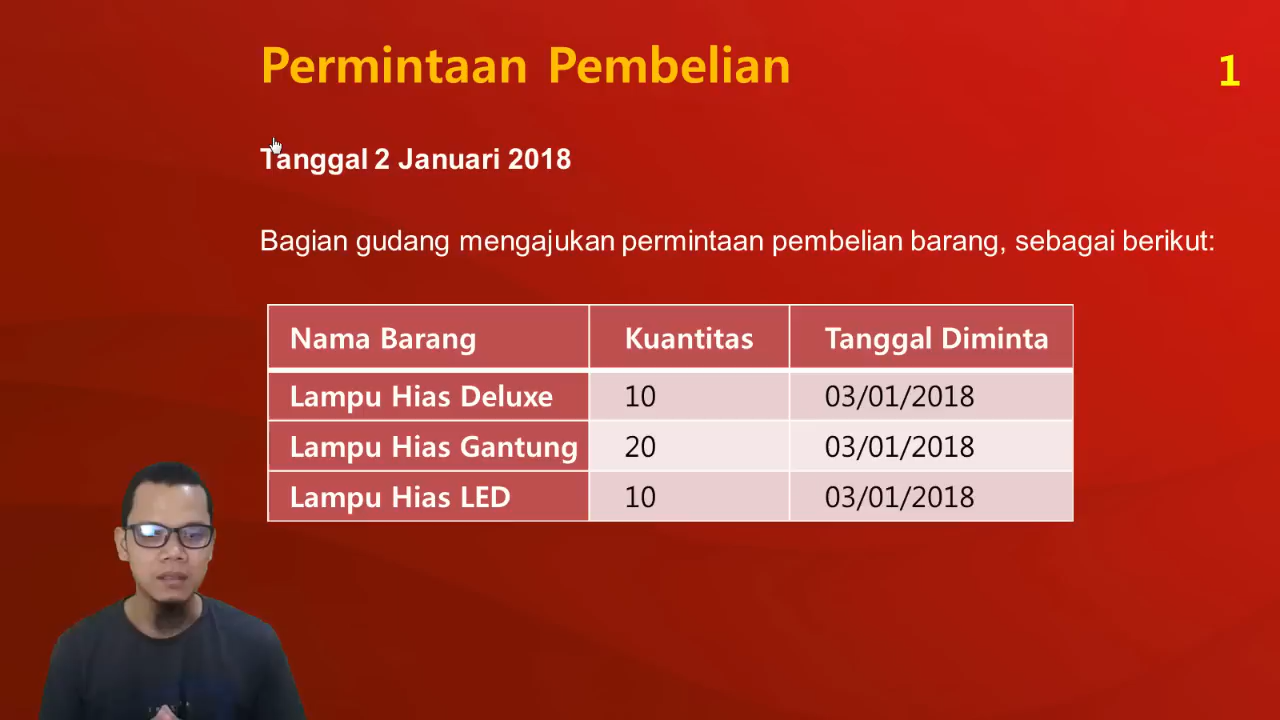 Permintaan Pembelian
1
Tanggal 2 Januari 2018
Bagian gudang mengajukan permintaan pembelian barang, sebagai berikut:
Nama Barang Kuantitas Tanggal Diminta
Lampu Hias Deluxe 10 03/01/2018
Lampu Hias Gantung 20 03/01/2018
Lampu Hias LED 10 03/01/2018